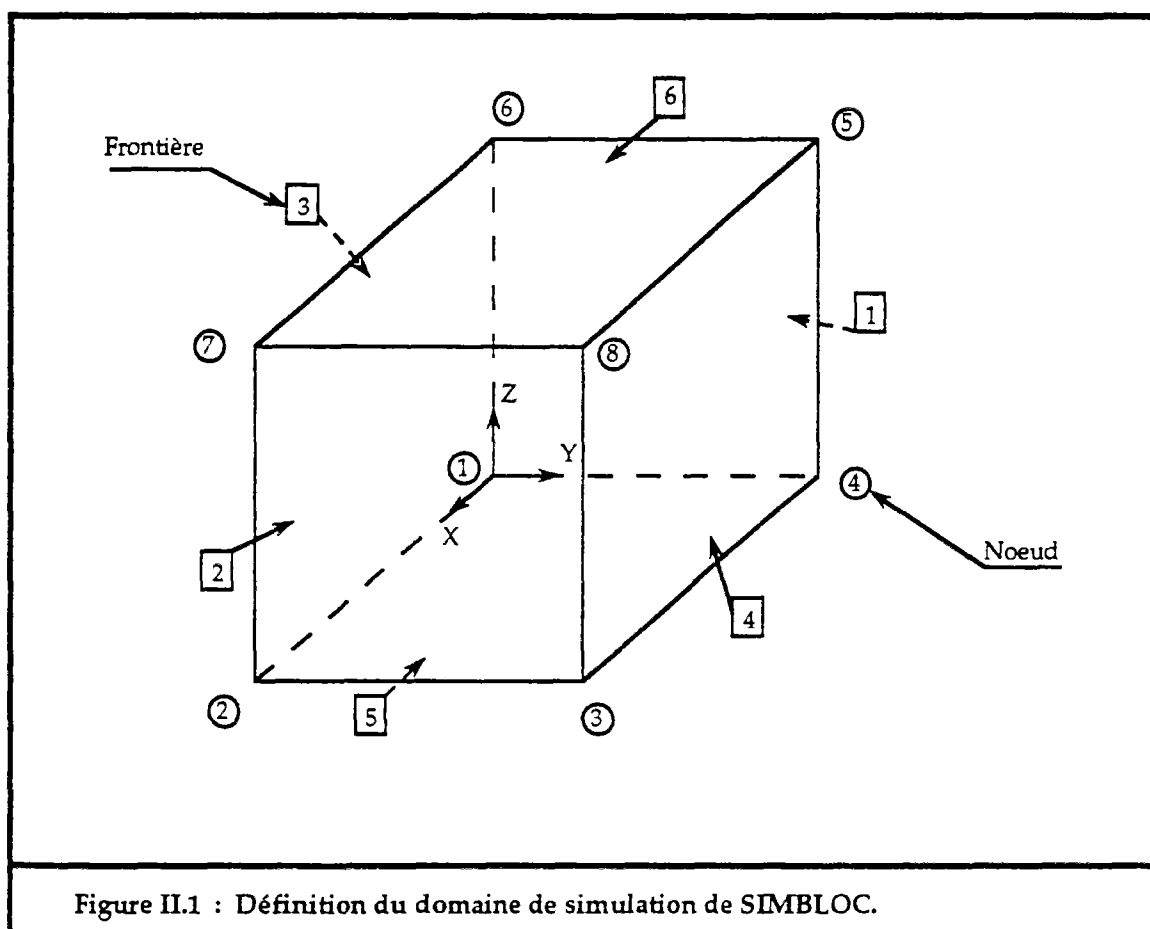 6
6
5
Frontière
3
1
7
8
Z
1
Y
4
X
Noeud
2
4
2
5
3
Figure II.1 : Définition du domaine de simulation de SIMBLOC.